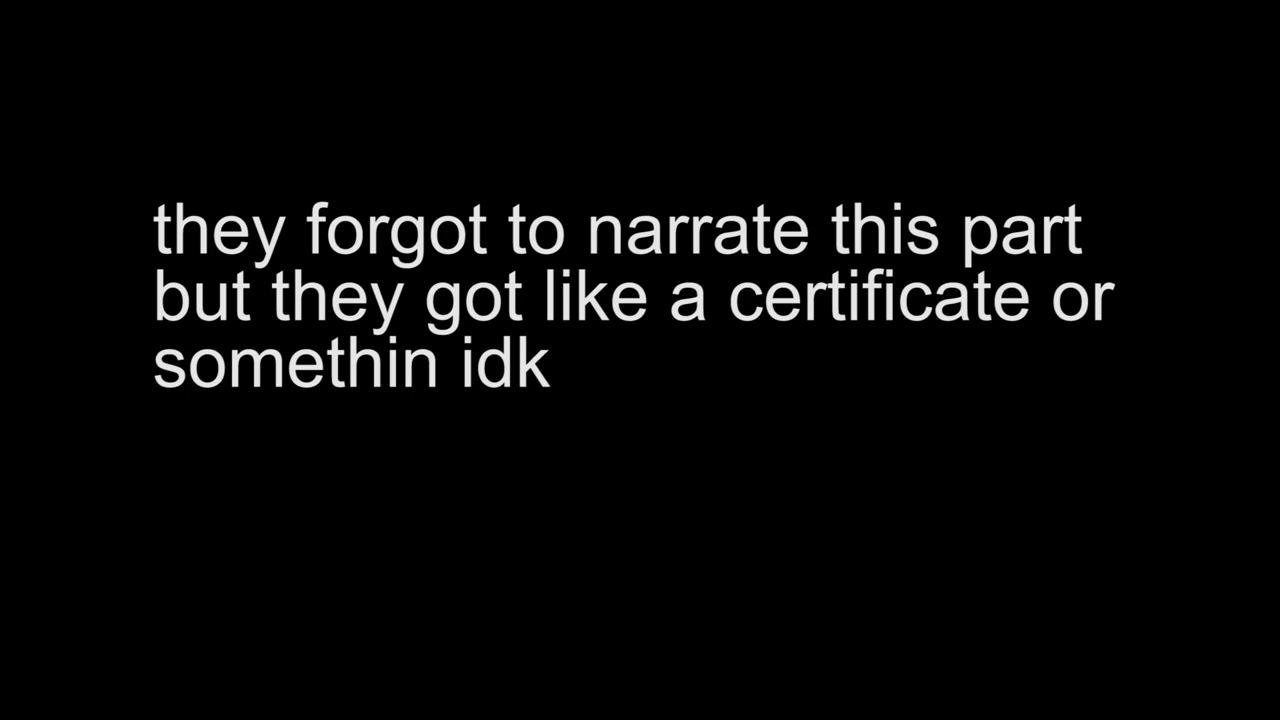 they forgot to narrate this part
but they got like a certificate or
somethin idk